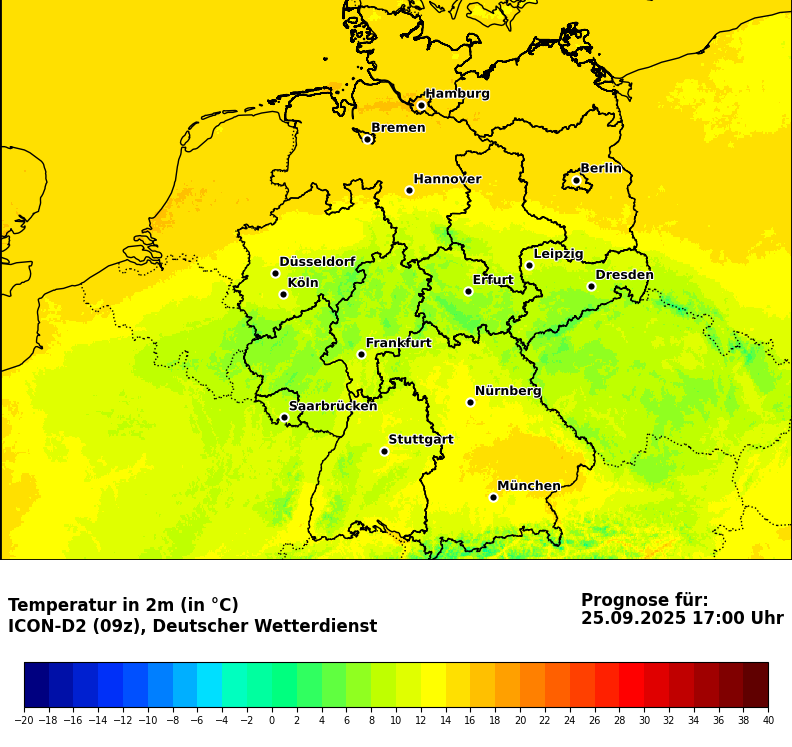 Hamburg
Bremen
Berlin
Hannover
Leipzig
Düsseldorf
Dresden
Köln
Erfurt
Frankfurt
Nürnberg
Saarbrücken
Stuttgart
München
Temperatur in 2m (in °C)
ICON-D2 (09z), Deutscher Wetterdienst
Prognose für:
25.09.2025 17:00 Uhr
−20 −18 −16 −14 −12 −10 −8 −6 −4 −2 0 2 4 6 8 10 12 14 16 18 20 22 24 26 28 30 32 34 36 38 40